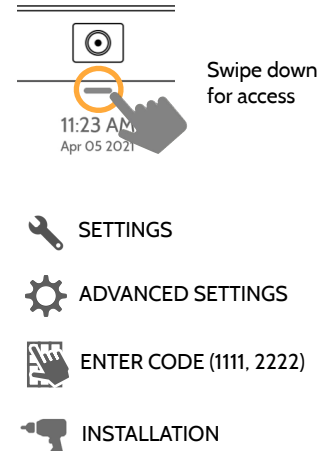 Swipe down
for access
11:23 AM
Apr 05 2021
SETTINGS
ADVANCED SETTINGS
ENTER CODE (1111, 2222)
INSTALLATION